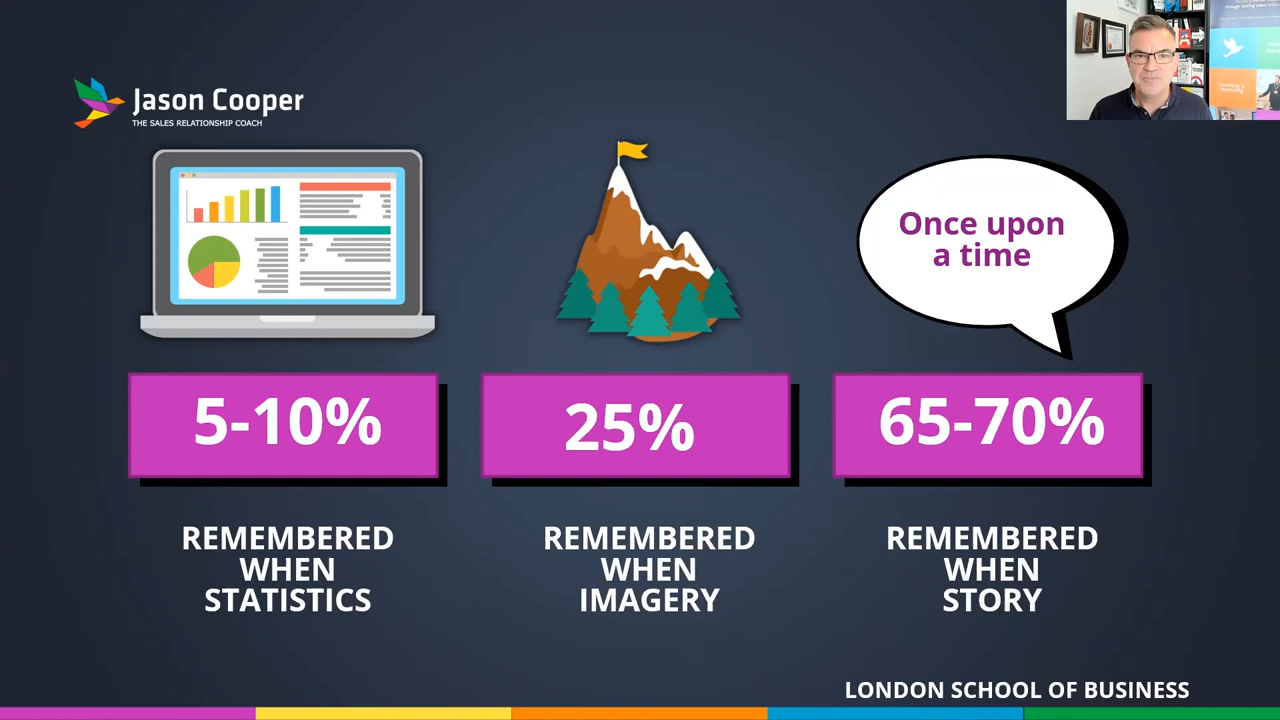 Jason Cooper
THE SALES RELATIONSHIP COACH
Once upon
a time
5-10%
25%
65-70%
REMEMBERED
WHEN
STATISTICS
REMEMBERED
WHEN
IMAGERY
REMEMBERED
WHEN
STORY
LONDON SCHOOL OF BUSINESS